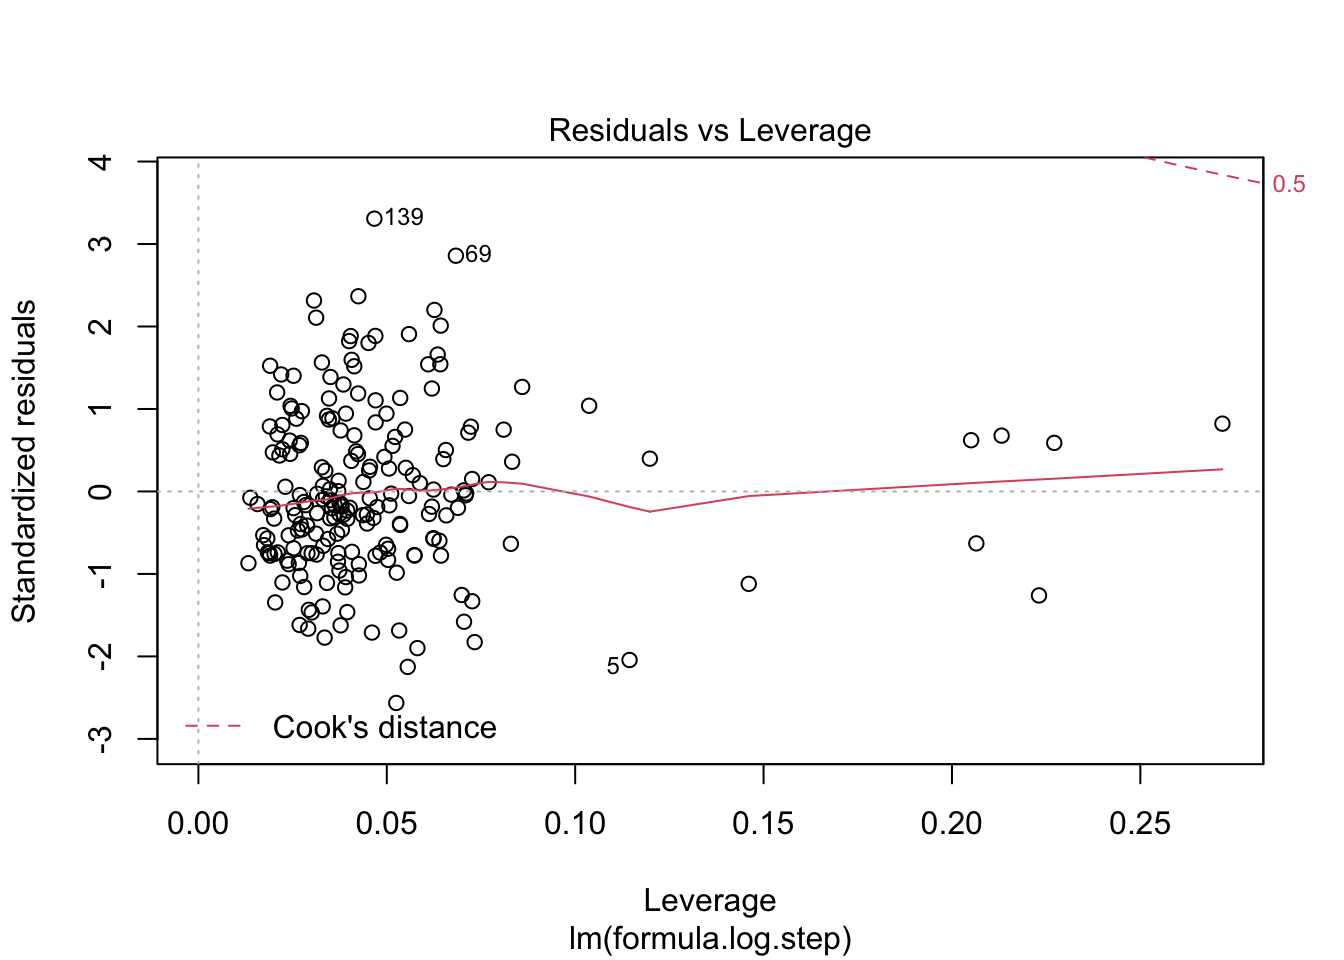 Residuals vs Leverage
4
0.5
139
3
69
2
1
0
-1
-2
5
-3
Cook's distance
Standardized residuals
0.00 0.05 0.10 0.15 0.20 0.25
Leverage
lm(formula.log.step)